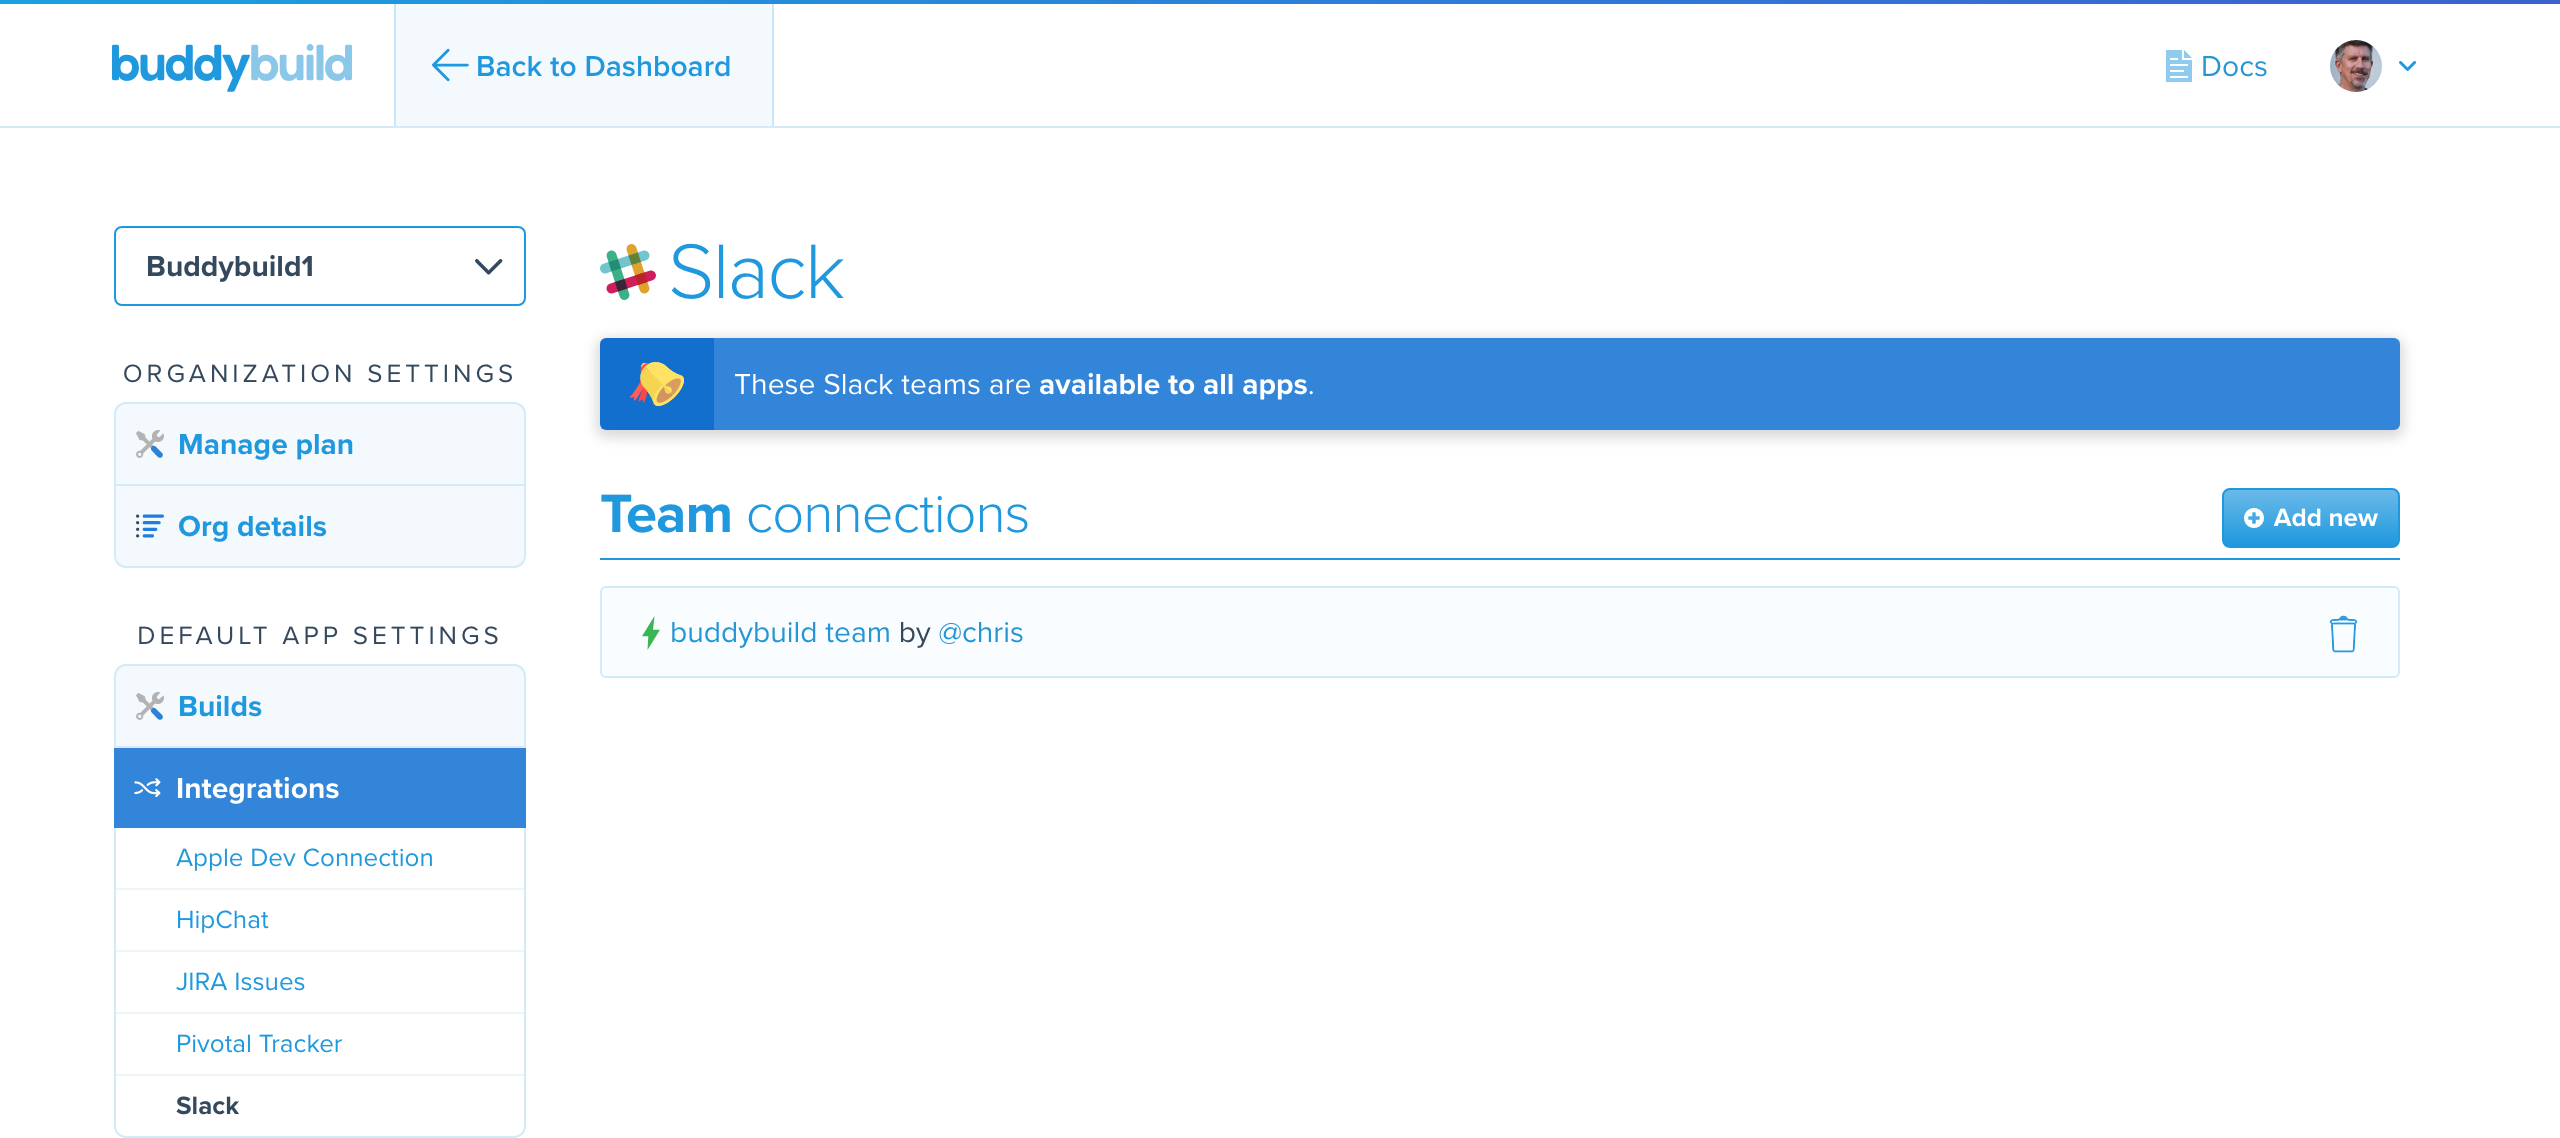 buddybuild
Back to Dashboard
Docs
Buddybuild1
ORGANIZATION SETTINGS
Manage plan
Org details
DEFAULT APP SETTINGS
Builds
Integrations
Apple Dev Connection
HipChat
JIRA Issues
Pivotal Tracker
Slack
Slack
These Slack teams are available to all apps.
Team connections
Add new
buddybuild team by @chris